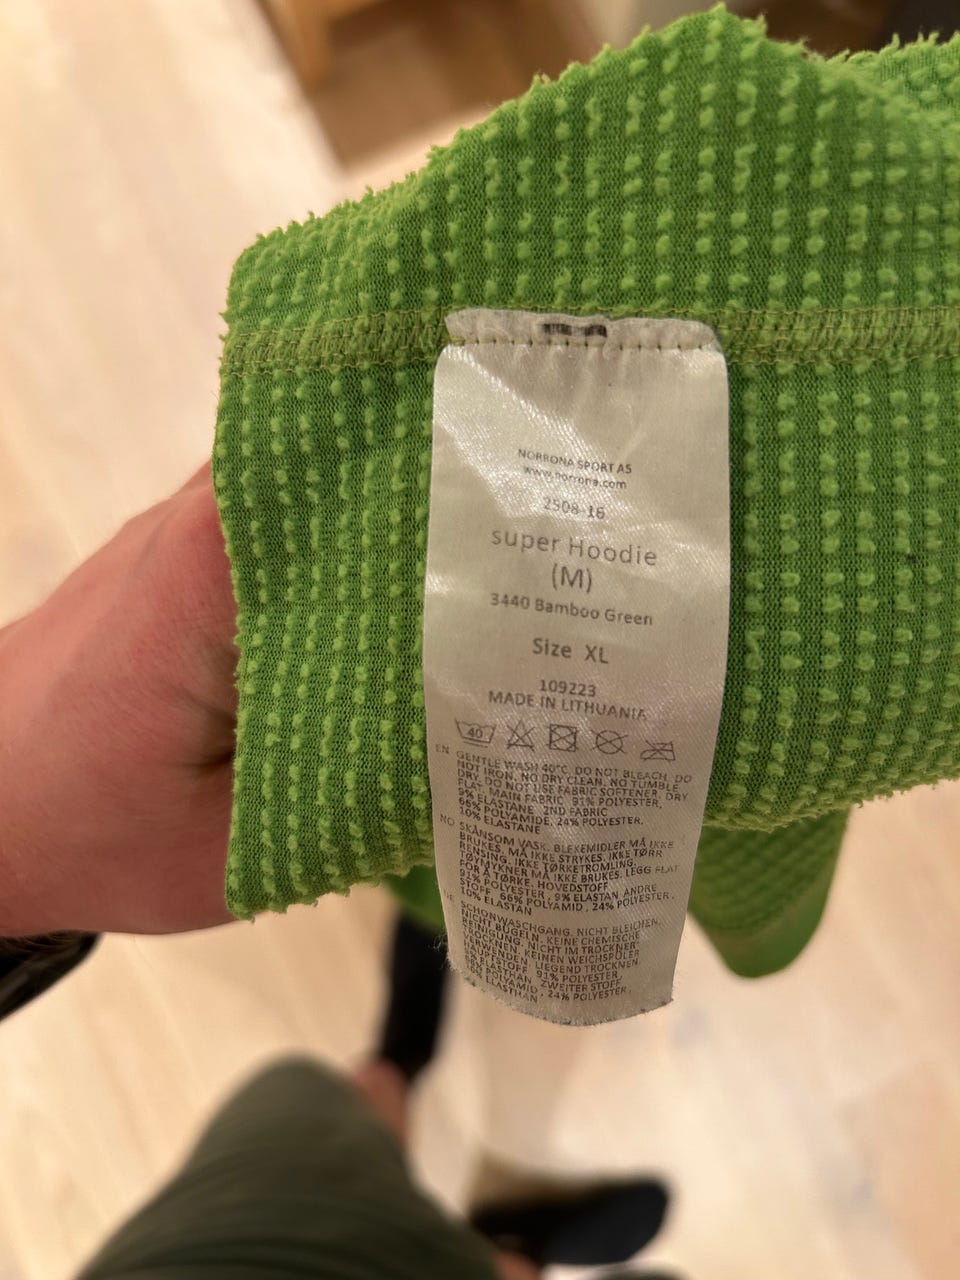 NORRONA SPORT AS
www.norrona.com
2508-16
super Hoodie
(M)
3440 Bamboo Green
Size XL
109223
MADE IN LITHUANIA
40
EN GENTLE WASH 40°C. DO NOT BLEACH. DO
NOT IRON. NO DRY CLEAN. NO TUMBLE
DRY. DO NOT USE FABRIC SOFTENER. DRY
FLAT. MAIN FABRIC 91% POLYESTER,
9% ELASTANE 2ND FABRIC
66% POLYAMIDE, 24% POLYESTER,
10% ELASTANE
NO SKÅNSOM VASK. BLEKEMIDLER MÅ IKKE
BRUKES. MÅ IKKE STRYKES. IKKE TØRR
RENSING. IKKE TØRKETROMLING.
TØYMYKNER MÅ IKKE BRUKES. LEGG FLAT
FOR Å TØRKE. HOVEDSTOFF
91% POLYESTER, 9% ELASTAN ANDRE
STOFF 66% POLYAMID, 24% POLYESTER,
10% ELASTAN
SCHONWASCHGANG. NICHT BLEICHEN.
NICHT BÜGELN. KEINE CHEMISCHE
REINIGUNG. NICHT IM TROCKNER
TROCKNEN. KEINEN WEICHSPÜLER
VERWENDEN. LIEGEND TROCKNEN.
91% POLYESTER,
ELASTHAN ZWEITER STOFF
POLYAMID, 24% POLYESTER,
ELASTHAN